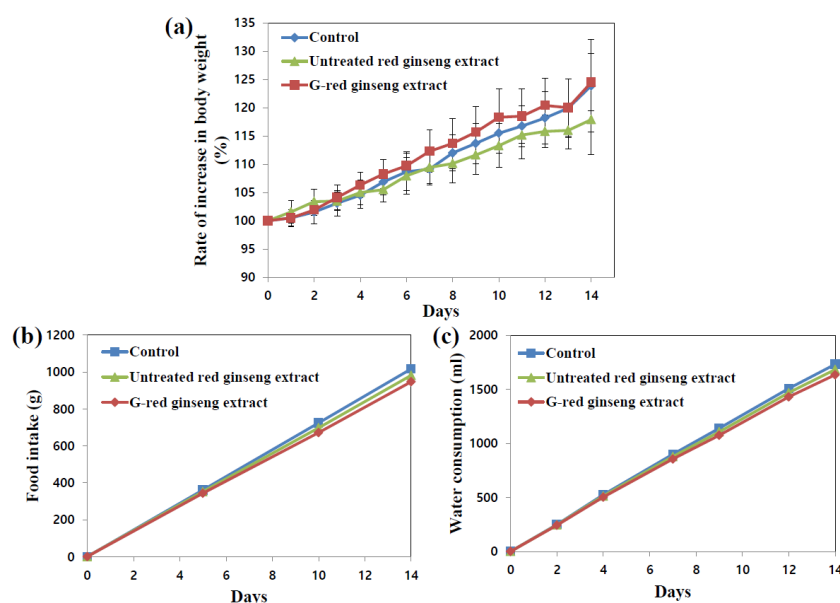 (a)
Rate of increase in body weight
(%)
135
130
125
120
115
110
105
100
95
90
Control
Untreated red ginseng extract
G-red ginseng extract
0 2 4 6 8 10 12 14
Days
(b)
Food intake (g)
1200
1000
800
600
400
200
0
Control
Untreated red ginseng extract
G-red ginseng extract
0 2 4 6 8 10 12 14
Days
(c)
Water consumption (ml)
2000
1500
1000
500
0
Control
Untreated red ginseng extract
G-red ginseng extract
0 2 4 6 8 10 12 14
Days